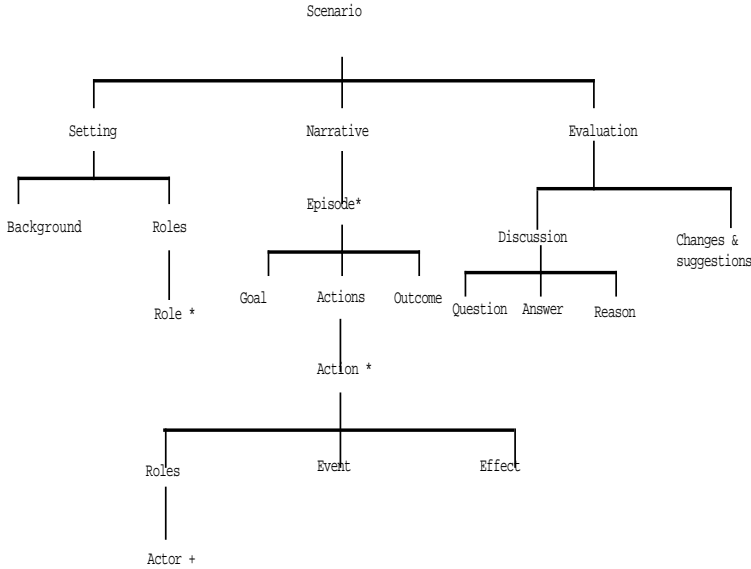 Scenario
Setting
Narrative
Evaluation
Background
Roles
Episode*
Discussion
Changes &
suggestions
Role *
Goal
Actions
Outcome
Question
Answer
Reason
Action *
Roles
Event
Effect
Actor +